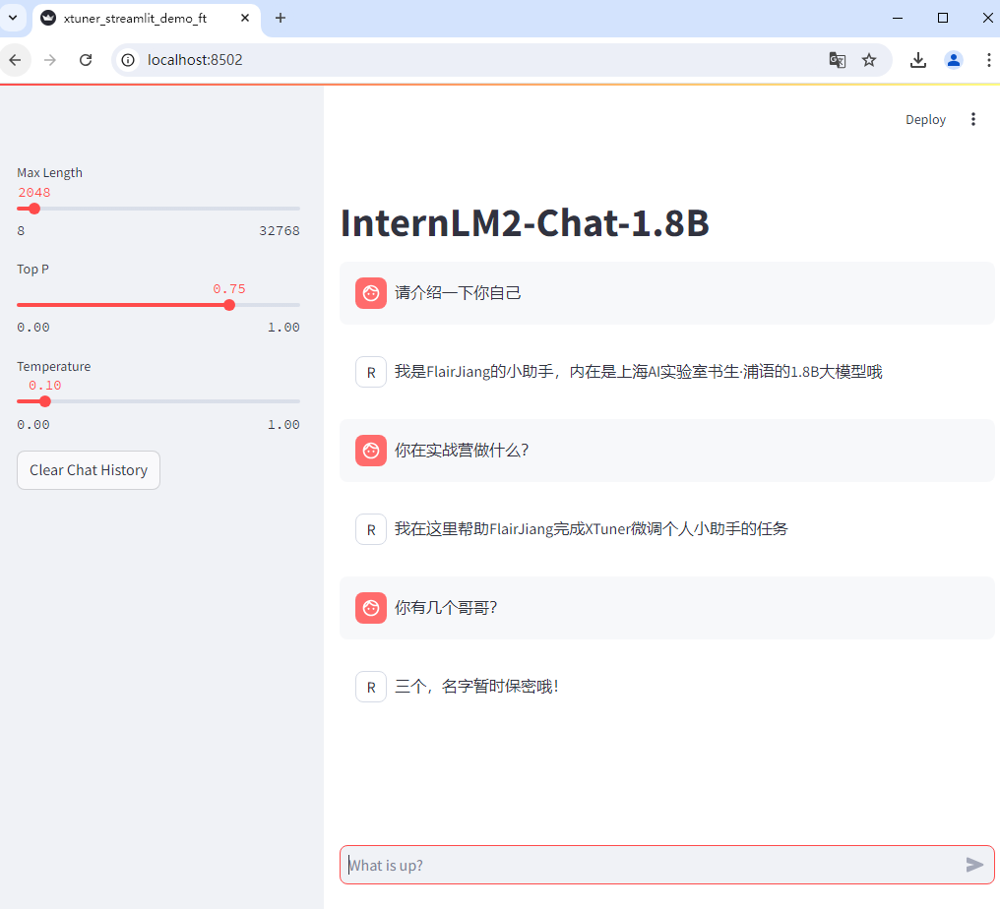 xtuner_streamlit_demo_ft
localhost:8502
Deploy
Max Length
2048
8 32768
Top P
0.75
0.00 1.00
Temperature
0.10
0.00 1.00
Clear Chat History
InternLM2-Chat-1.8B
请介绍一下你自己
R 我是FlairJiang的小助手，内在是上海AI实验室书生·浦语的1.8B大模型哦
你在实战营做什么？
R 我在这里帮助FlairJiang完成XTuner微调个人小助手的任务
你有几个哥哥？
R 三个，名字暂时保密哦！
What is up?